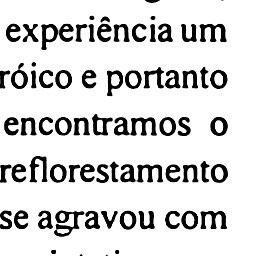 experiência um
róico e portanto
encontramos o
reflorestamento
se agravou com